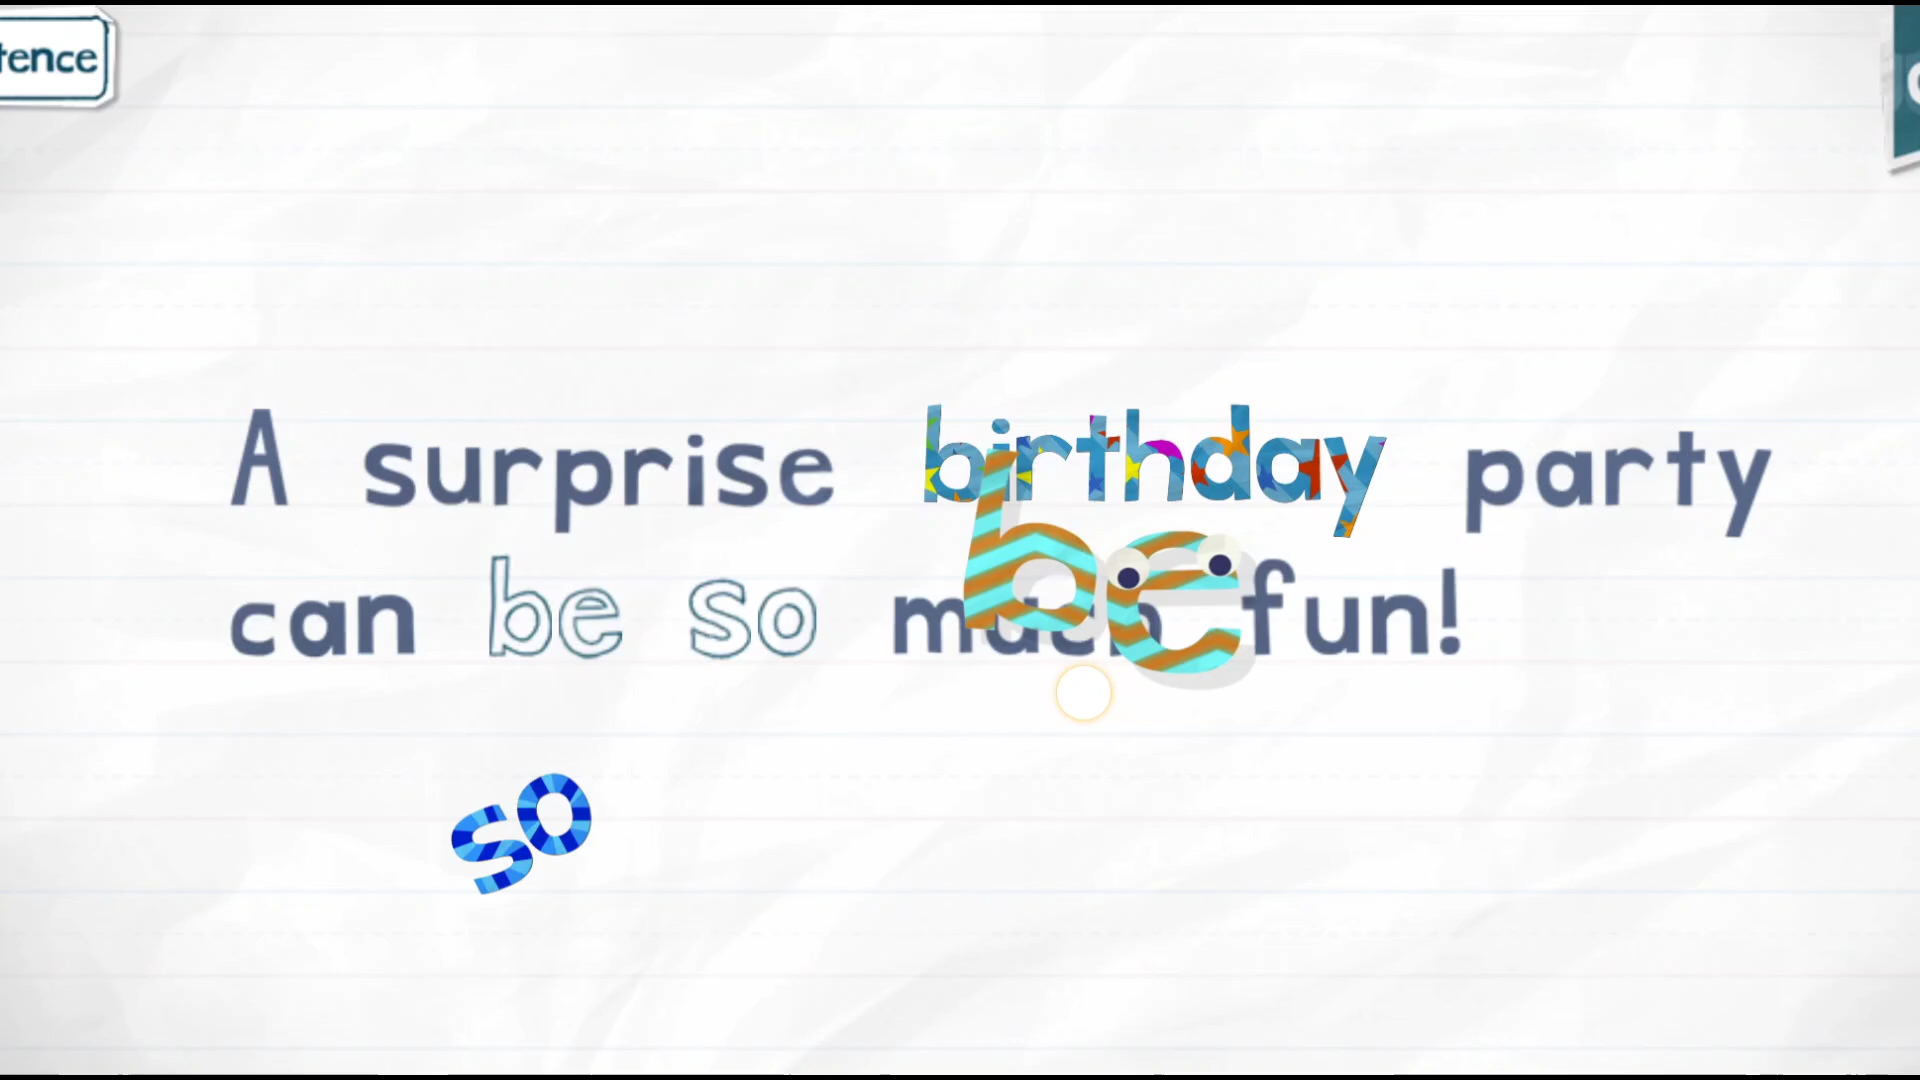 tence
A surprise birthday party
can be so much fun!
be
so